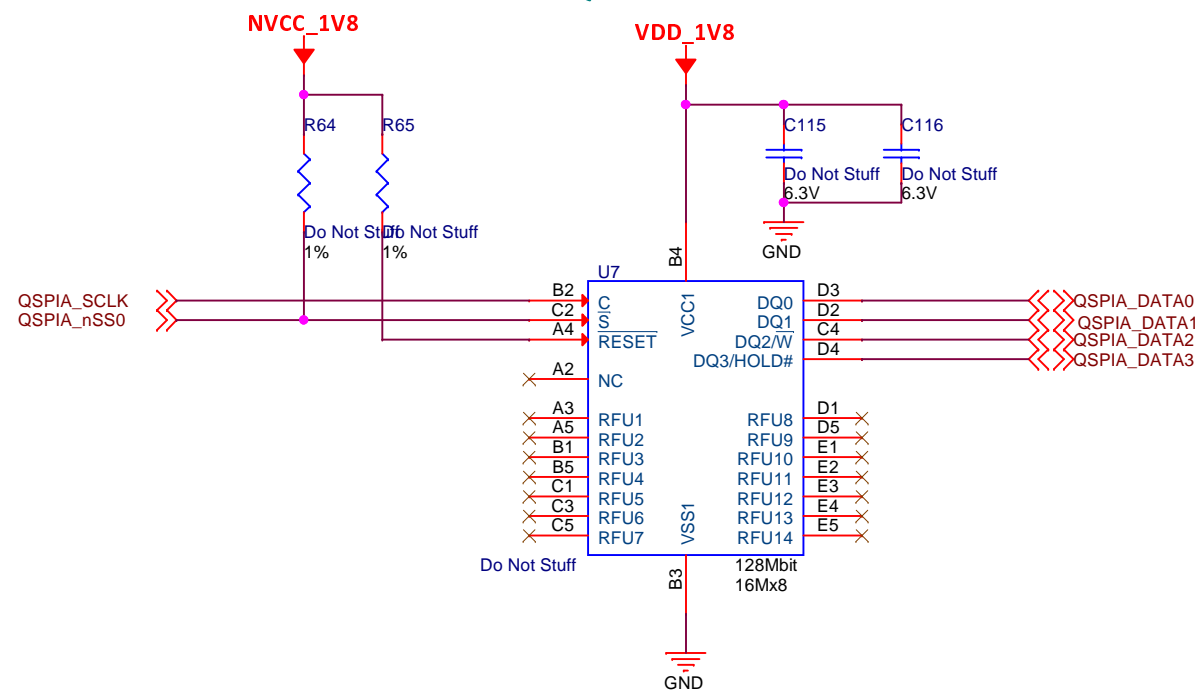 NVCC_1V8
VDD_1V8
R64
R65
C115
C116
Do Not Stuff
6.3V
Do Not Stuff
6.3V
Do Not Stuff
1%
Do Not Stuff
1%
GND
B4
U7
QSPIA_SCLK
QSPIA_nSS0
B2
C2
A4
A2
A3
A5
B1
B5
C1
C3
C5
C
S
RESET
NC
RFU1
RFU2
RFU3
RFU4
RFU5
RFU6
RFU7
VCC1
VSS1
DQ0
DQ1
DQ2/W
DQ3/HOLD#
RFU8
RFU9
RFU10
RFU11
RFU12
RFU13
RFU14
D3
D2
C4
D4
D1
D5
E1
E2
E3
E4
E5
QSPIA_DATA0
QSPIA_DATA1
QSPIA_DATA2
QSPIA_DATA3
Do Not Stuff
128Mbit
16Mx8
B3
GND